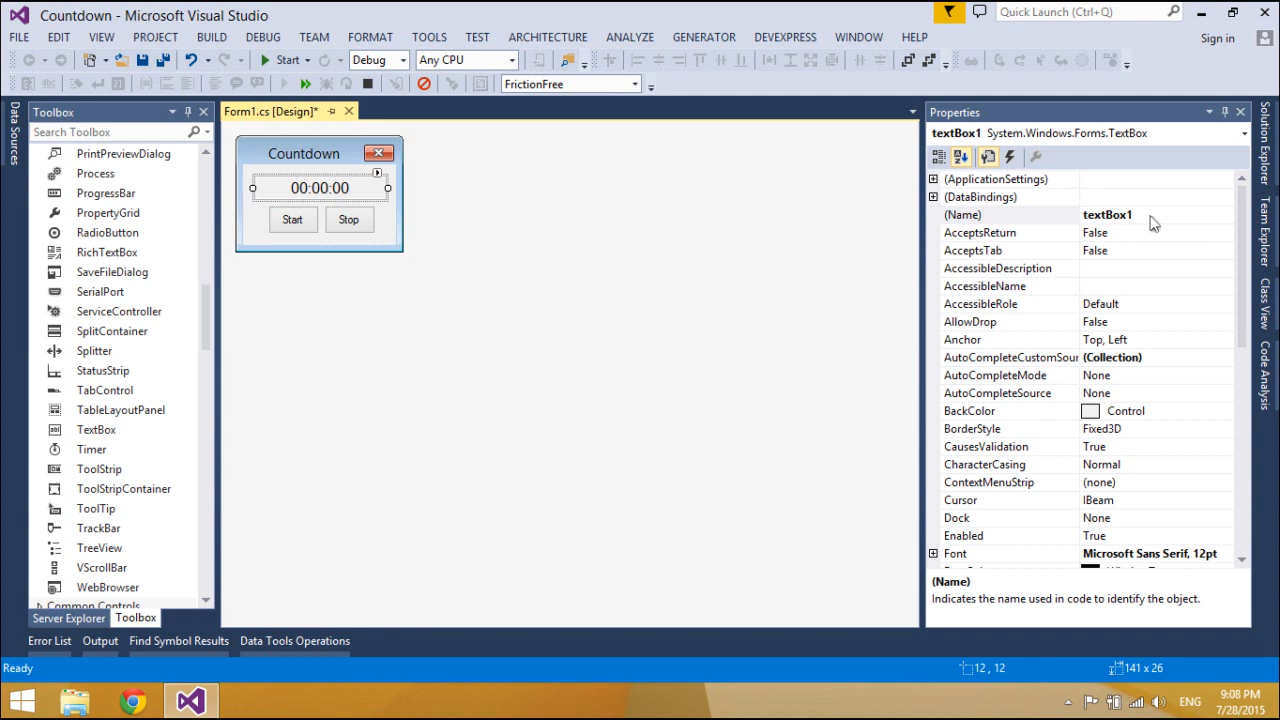 Countdown - Microsoft Visual Studio
Quick Launch (Ctrl+Q)
FILE EDIT VIEW PROJECT BUILD DEBUG TEAM FORMAT TOOLS TEST ARCHITECTURE ANALYZE GENERATOR DEVEXPRESS WINDOW HELP
Sign in
Start Debug Any CPU
FrictionFree
Data Sources
Toolbox
Search Toolbox
PrintPreviewDialog
Process
ProgressBar
PropertyGrid
RadioButton
RichTextBox
SaveFileDialog
SerialPort
ServiceController
SplitContainer
Splitter
StatusStrip
TabControl
TableLayoutPanel
TextBox
Timer
ToolStrip
ToolStripContainer
ToolTip
TrackBar
TreeView
VScrollBar
WebBrowser
Common Controls
Server Explorer Toolbox
Form1.cs [Design]*
Countdown
00:00:00
Start Stop
Properties
textBox1 System.Windows.Forms.TextBox
(ApplicationSettings)
(DataBindings)
(Name) textBox1
AcceptsReturn False
AcceptsTab False
AccessibleDescription
AccessibleName
AccessibleRole Default
AllowDrop False
Anchor Top, Left
AutoCompleteCustomSour (Collection)
AutoCompleteMode None
AutoCompleteSource None
BackColor Control
BorderStyle Fixed3D
CausesValidation True
CharacterCasing Normal
ContextMenuStrip (none)
Cursor IBeam
Dock None
Enabled True
Font Microsoft Sans Serif, 12pt
(Name)
Indicates the name used in code to identify the object.
Solution Explorer
Team Explorer
Class View
Code Analysis
Error List Output Find Symbol Results Data Tools Operations
Ready 12 , 12 141 x 26
ENG
9:08 PM
7/28/2015